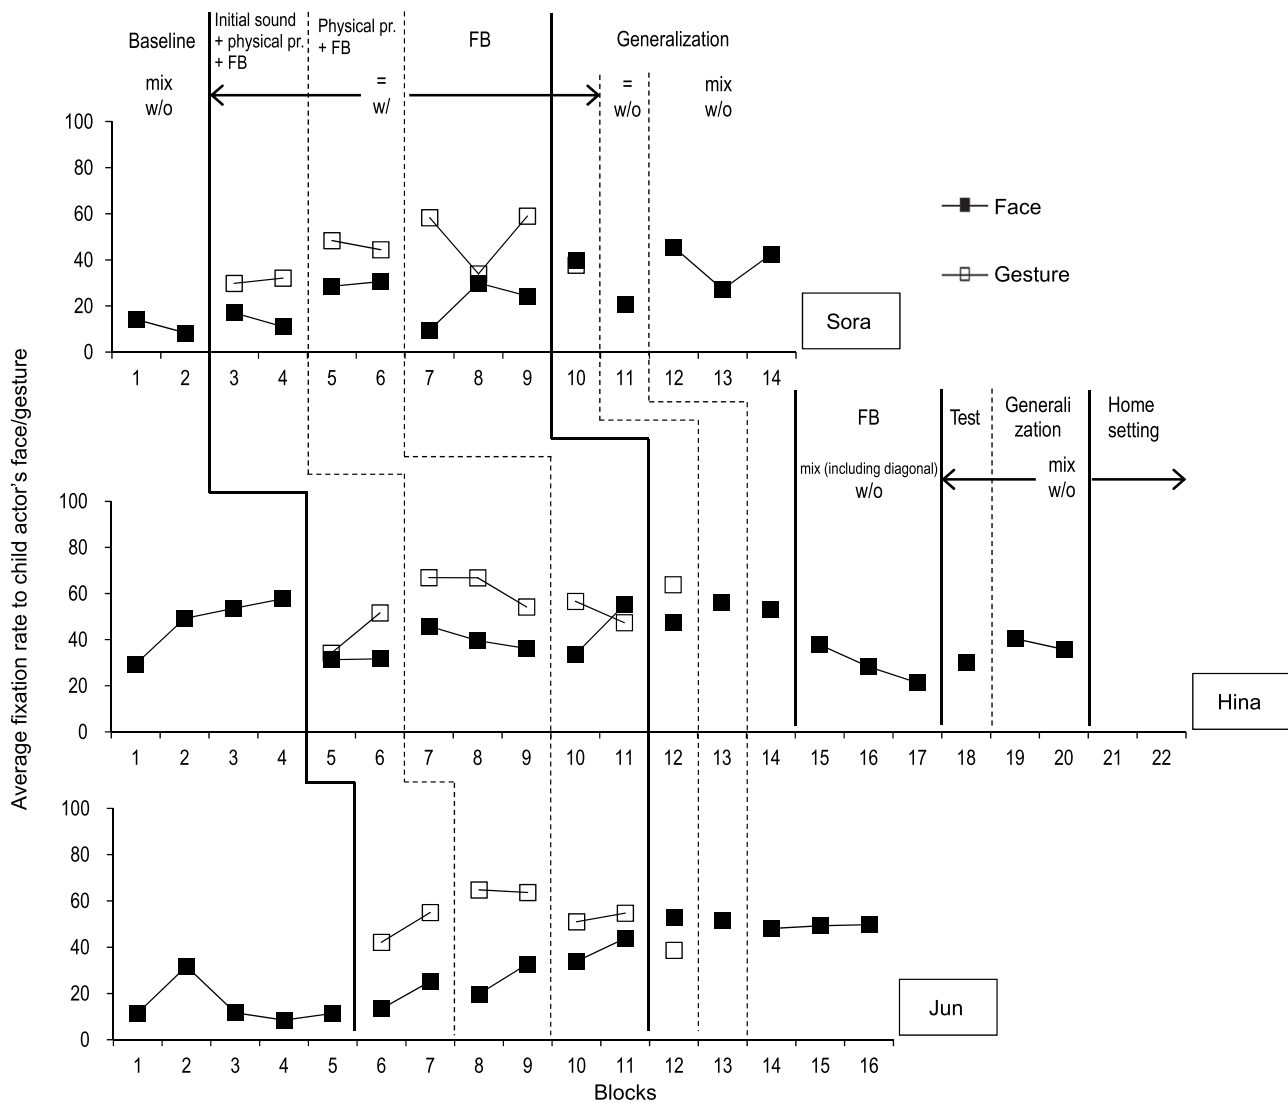 Baseline
Initial sound
+ physical pr.
+ FB
Physical pr.
+ FB
FB
Generalization
mix
w/o
=
w/
=
w/o
mix
w/o
100
80
60
40
20
0
1 2 3 4 5 6 7 8 9 10 11 12 13 14
Face
Gesture
Sora
Average fixation rate to child actor's face/gesture
FB
mix (including diagonal)
w/o
Test
Generali
zation
mix
w/o
Home
setting
100
80
60
40
20
0
1 2 3 4 5 6 7 8 9 10 11 12 13 14 15 16 17 18 19 20 21 22
Hina
100
80
60
40
20
0
1 2 3 4 5 6 7 8 9 10 11 12 13 14 15 16
Jun
Blocks